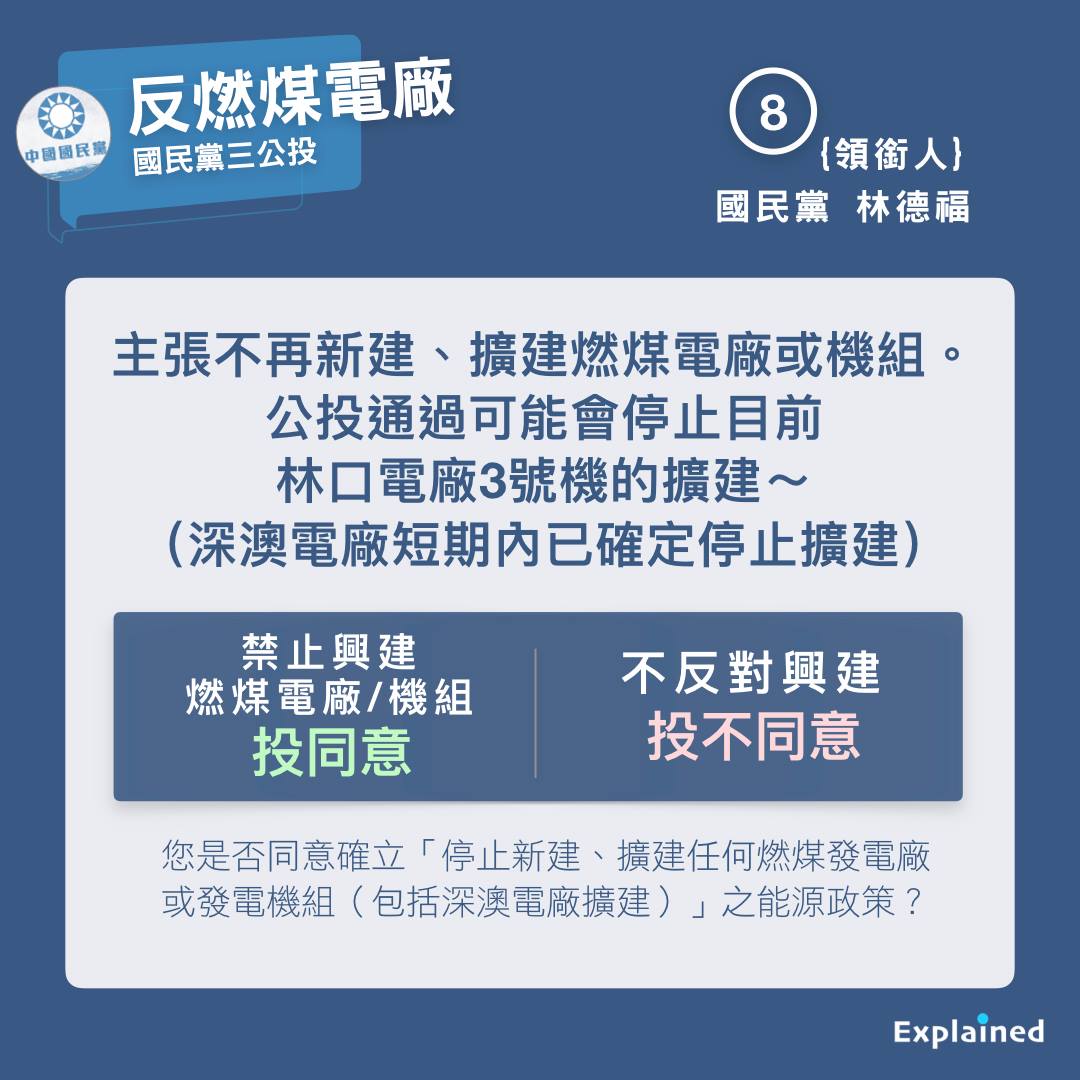 反燃煤電廠
中國國民黨
國民黨三公投
8
{領銜人}
國民黨 林德福
主張不再新建、擴建燃煤電廠或機組。
公投通過可能會停止目前
林口電廠3號機的擴建～
（深澳電廠短期內已確定停止擴建）
禁止興建
燃煤電廠/機組
投同意
不反對興建
投不同意
您是否同意確立「停止新建、擴建任何燃煤發電廠
或發電機組（包括深澳電廠擴建）」之能源政策？
Explained